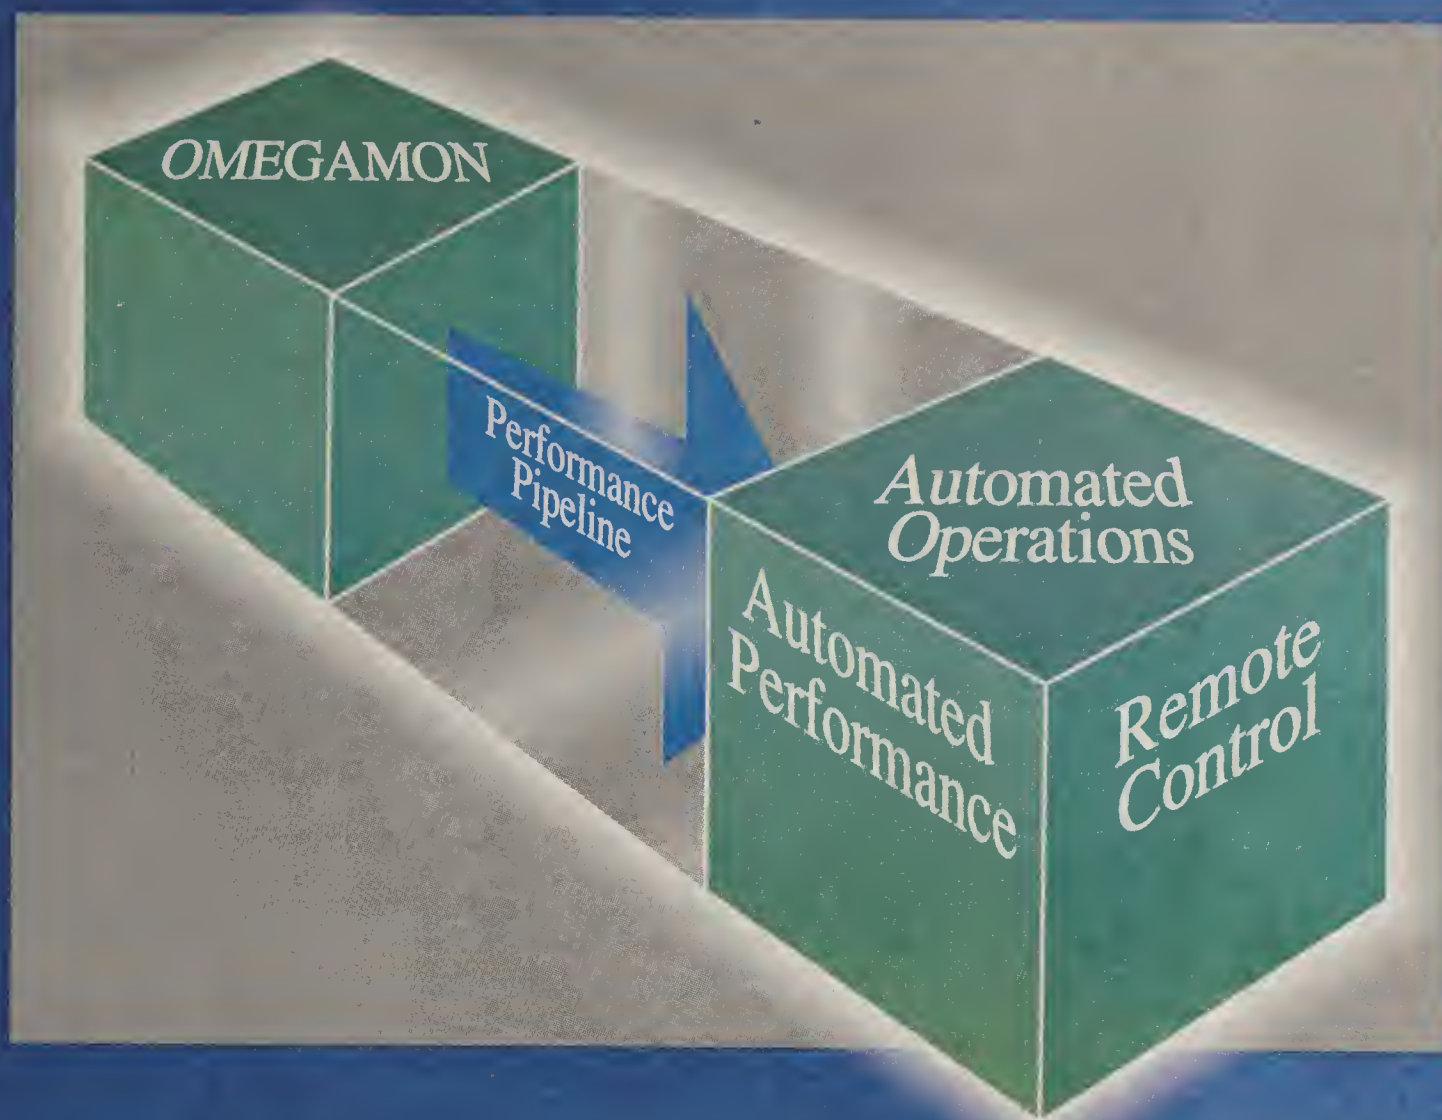 OMEGAMON
Performance
Pipeline
Automated
Operations
Automated
Performance
Remote
Control